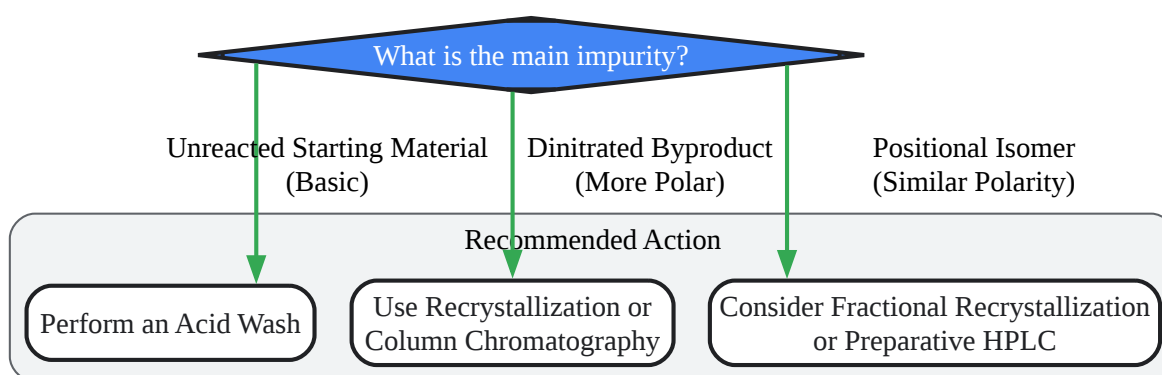 What is the main impurity?
Unreacted Starting Material
(Basic)
Dinitrated Byproduct
(More Polar)
Positional Isomer
(Similar Polarity)
Recommended Action
Perform an Acid Wash
Use Recrystallization or
Column Chromatography
Consider Fractional Recrystallization
or Preparative HPLC